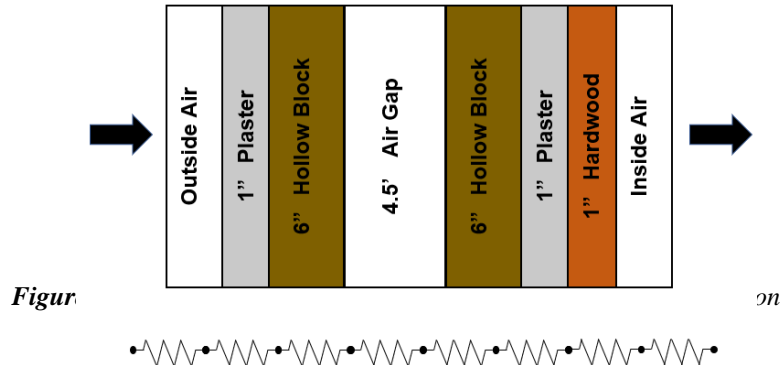 Outside Air
1” Plaster
6” Hollow Block
4.5’ Air Gap
6” Hollow Block
1” Plaster
1” Hardwood
Inside Air